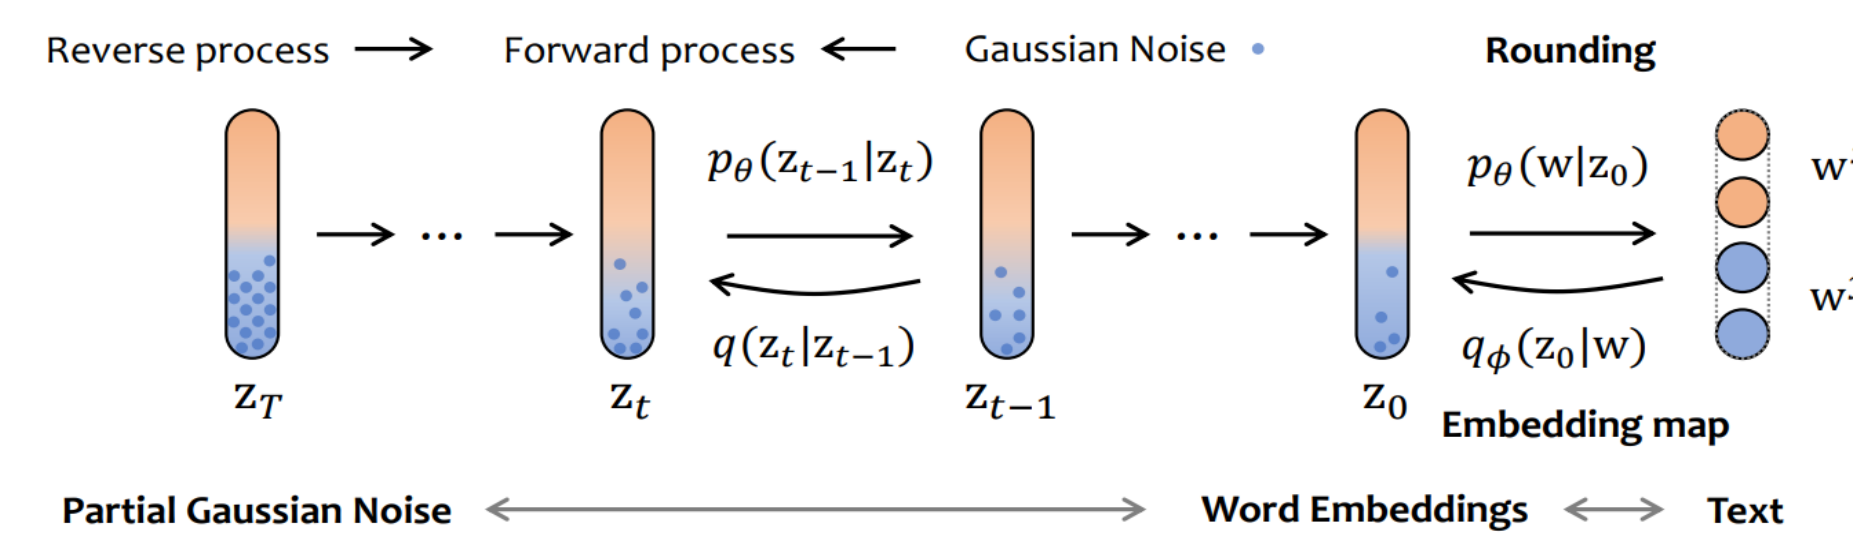 Reverse process → Forward process ← Gaussian Noise Rounding
p_θ(z_{t−1}|z_t) p_θ(w|z_0)
w
... ...
q(z_t|z_{t−1}) q_ϕ(z_0|w)
w
z_T z_t z_{t−1} z_0
Embedding map
Partial Gaussian Noise Word Embeddings Text